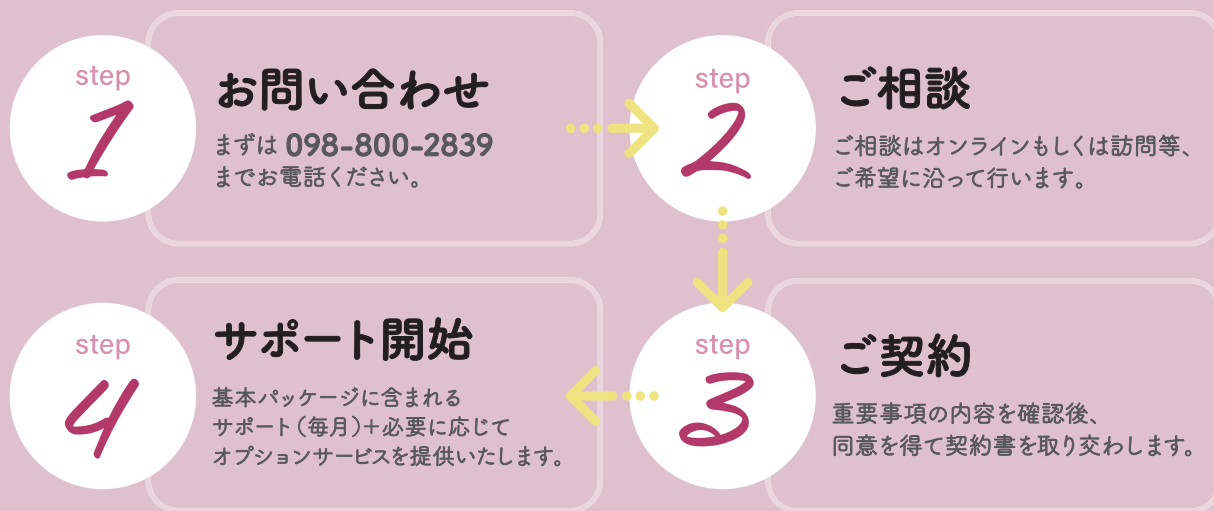 step
1
お問い合わせ
まずは 098-800-2839
までお電話ください。
step
2
ご相談
ご相談はオンラインもしくは訪問等、
ご希望に沿って行います。
step
3
ご契約
重要事項の内容を確認後、
同意を得て契約書を取り交わします。
step
4
サポート開始
基本パッケージに含まれる
サポート（毎月）＋必要に応じて
オプションサービスを提供いたします。